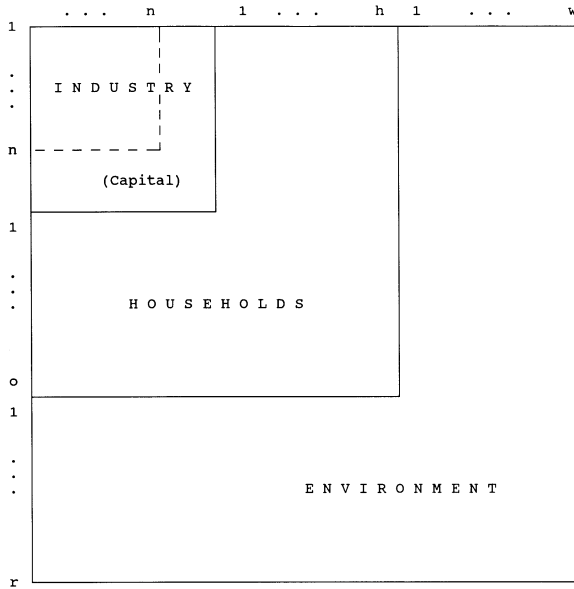 . . . n 1 . . . h 1 . . . w
1
.
.
.
I N D U S T R Y
n
(Capital)
1
.
.
.
H O U S E H O L D S
o
1
.
.
.
E N V I R O N M E N T
r